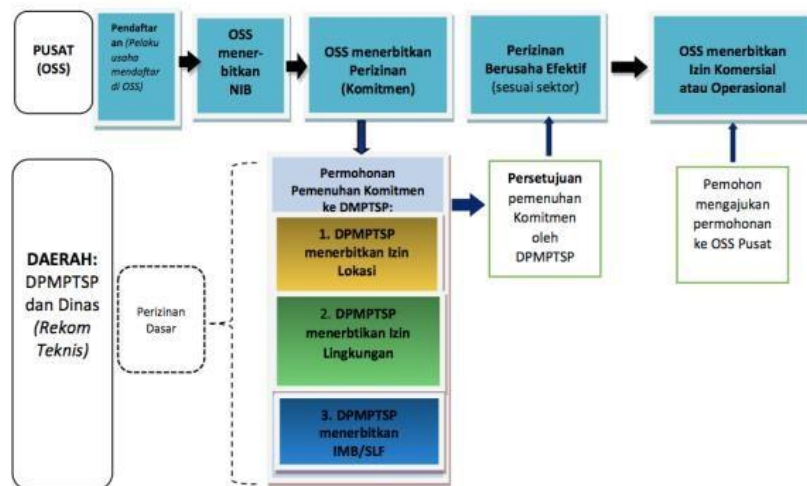 PUSAT
(OSS)
Pendaftar
an (Pelaku
usaha
mendaftar
di OSS)
OSS
mener-
bitkan
NIB
OSS menerbitkan
Perizinan
(Komitmen)
Perizinan
Berusaha Efektif
(sesuai sektor)
OSS menerbitkan
Izin Komersial
atau Operasional
DAERAH:
DPMPTSP
dan Dinas
(Rekom
Teknis)
Perizinan
Dasar
Permohonan
Pemenuhan Komitmen
ke DMPTSP:
1. DPMPTSP
menerbitkan Izin
Lokasi
2. DPMPTSP
menerbtikan Izin
Lingkungan
3. DPMPTSP
menerbitkan
IMB/SLF
Persetujuan
pemenuhan
Komitmen
oleh
DPMPTSP
Pemohon
mengajukan
permohonan
ke OSS Pusat